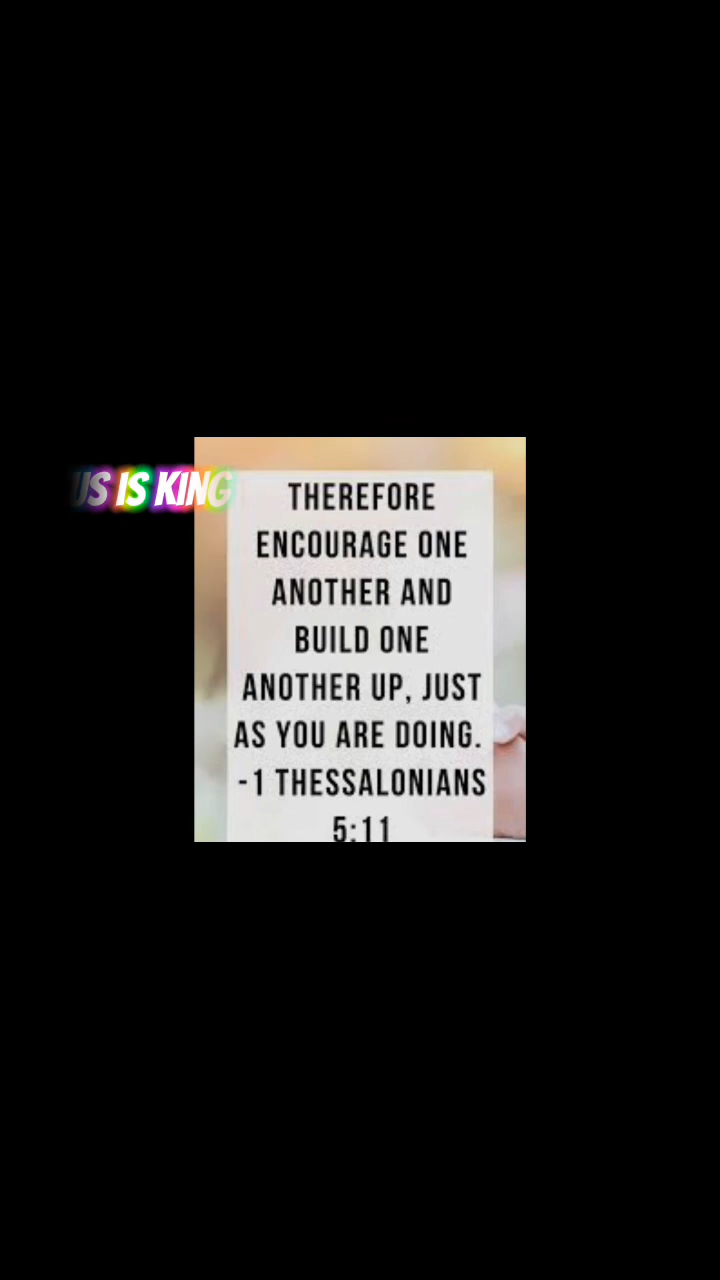 US IS KING
THEREFORE
ENCOURAGE ONE
ANOTHER AND
BUILD ONE
ANOTHER UP, JUST
AS YOU ARE DOING.
-1 THESSALONIANS
5:11